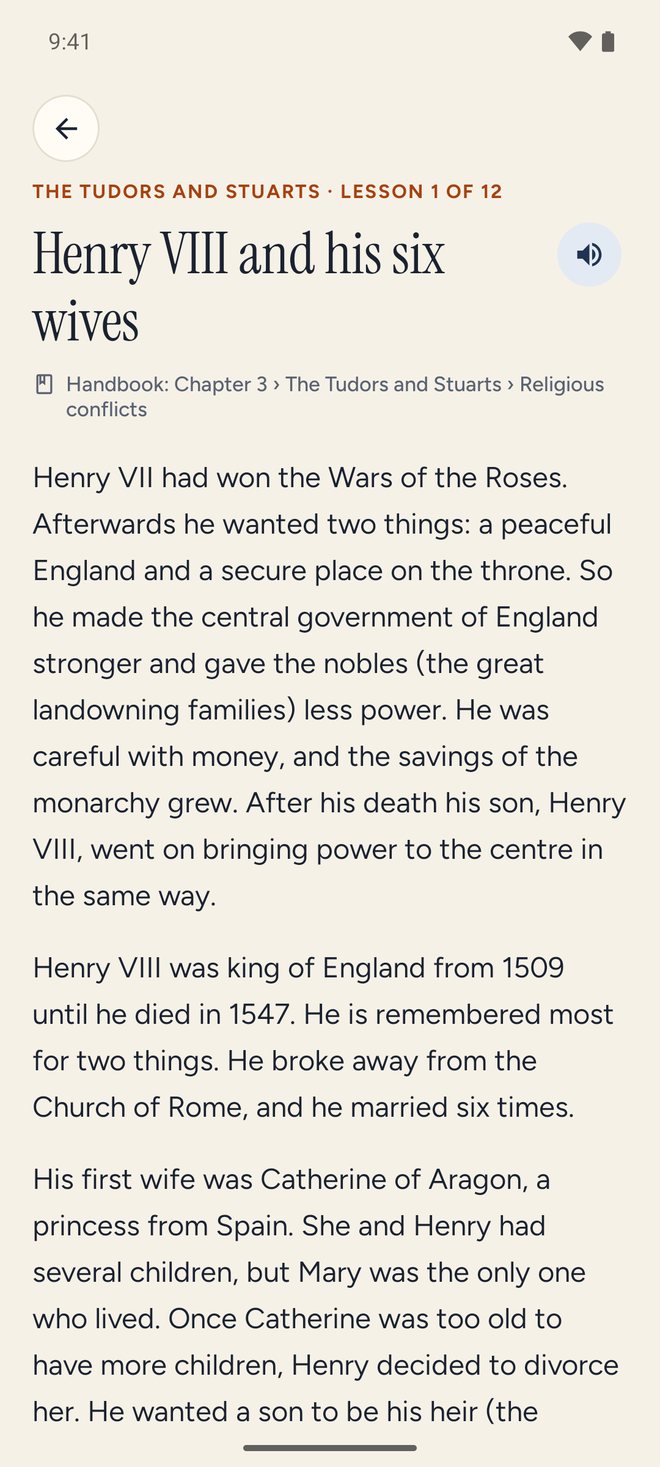 9:41
THE TUDORS AND STUARTS · LESSON 1 OF 12
Henry VIII and his six
wives
Handbook: Chapter 3 › The Tudors and Stuarts › Religious
conflicts
Henry VII had won the Wars of the Roses.
Afterwards he wanted two things: a peaceful
England and a secure place on the throne. So
he made the central government of England
stronger and gave the nobles (the great
landowning families) less power. He was
careful with money, and the savings of the
monarchy grew. After his death his son, Henry
VIII, went on bringing power to the centre in
the same way.
Henry VIII was king of England from 1509
until he died in 1547. He is remembered most
for two things. He broke away from the
Church of Rome, and he married six times.
His first wife was Catherine of Aragon, a
princess from Spain. She and Henry had
several children, but Mary was the only one
who lived. Once Catherine was too old to
have more children, Henry decided to divorce
her. He wanted a son to be his heir (the